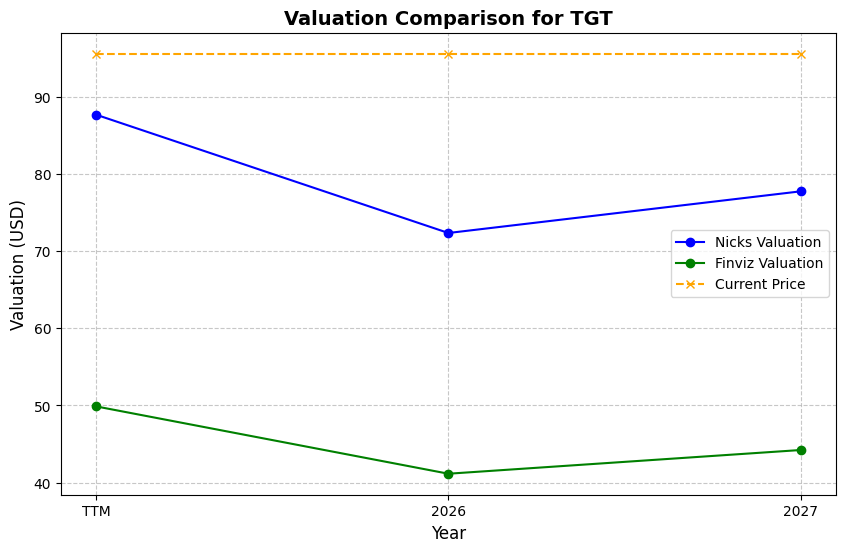 Valuation Comparison for TGT
Valuation (USD)
90
80
70
60
50
40
Nicks Valuation
Finviz Valuation
Current Price
TTM
2026
2027
Year